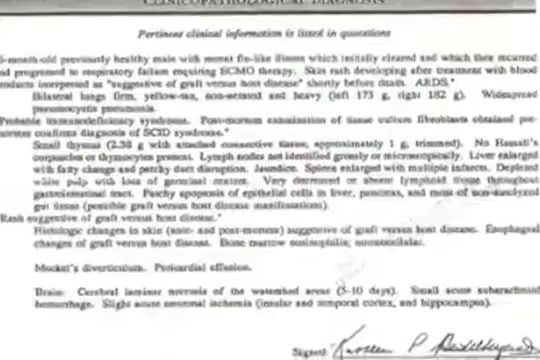 CLINICOPATHOLOGICAL DIAGNOSIS
Pertinent clinical information is listed in quotations
-month-old previously healthy male with recent flu-like illness which initially cleared and which then recurred
nd progressed to respiratory failure requiring ECMO therapy. Skin rash developing after treatment with blood
roducts interpreted as "suggestive of graft versus host disease" shortly before death. ARDS."
Bilateral lungs firm, yellow-tan, non-aerated and heavy (left 173 g, right 182 g). Widespread
pneumocystis pneumonia.
Probable immunodeficiency syndrome. Post-mortem examination of tissue culture fibroblasts obtained pre-
mortem confirms diagnosis of SCID syndrome."
Small thymus (2.38 g with attached connective tissue; approximately 1 g, trimmed). No Hassall's
corpuscles or thymocytes present. Lymph nodes not identified grossly or microscopically. Liver enlarged
with fatty change and patchy duct disruption. Jaundice. Spleen enlarged with multiple infarcts. Depleted
white pulp with loss of germinal centers. Very decreased or absent lymphoid tissue throughout
gastrointestinal tract. Patchy apoptosis of epithelial cells in liver, pancreas, and most of non-autolyzed
gut tissue (possible graft versus host disease manifestations).
Rash suggestive of graft versus host disease."
Histologic changes in skin (ante- and post-mortem) suggestive of graft versus host disease. Esophageal
changes of graft versus host disease. Bone marrow eosinophilia; normocellular.
Meckel's diverticulum. Pericardial effusion.
Brain: Cerebral laminar necrosis of the watershed areas (5-10 days). Small acute subarachnoid
hemorrhage. Slight acute neuronal ischemia (insular and temporal cortex, and hippocampus).
Signed